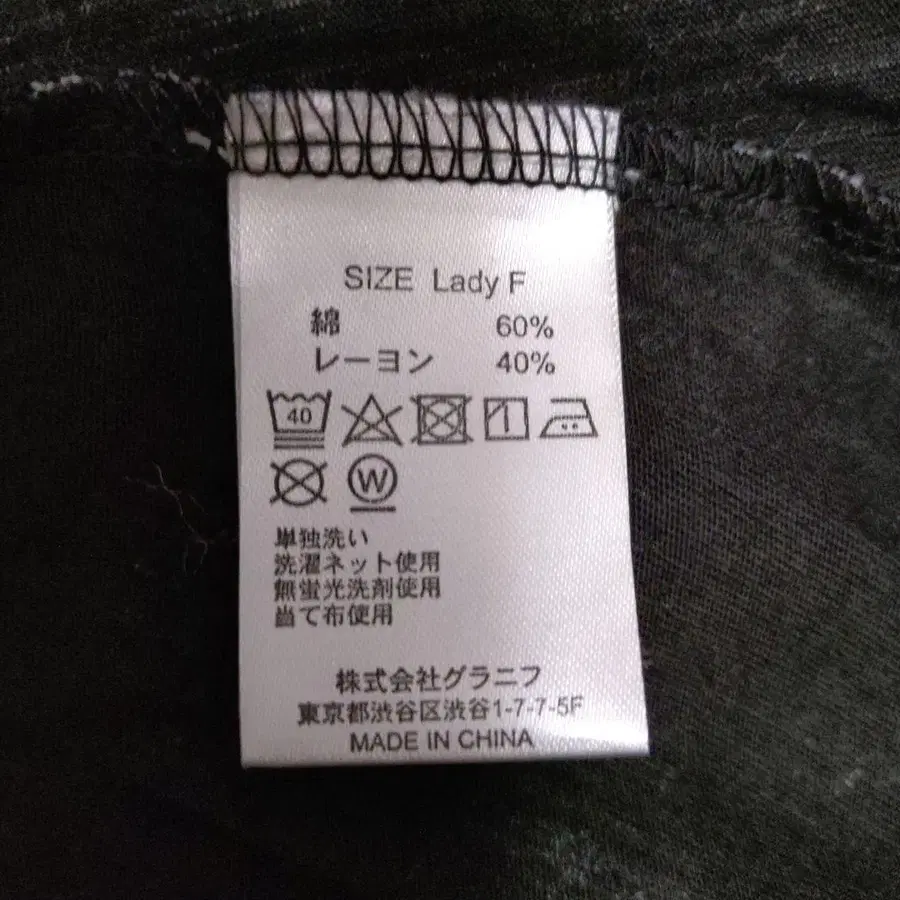 SIZE Lady F
綿 60%
レーヨン 40%
40
W
単独洗い
洗濯ネット使用
無蛍光洗剤使用
当て布使用
株式会社グラニフ
東京都渋谷区渋谷1-7-7-5F
MADE IN CHINA